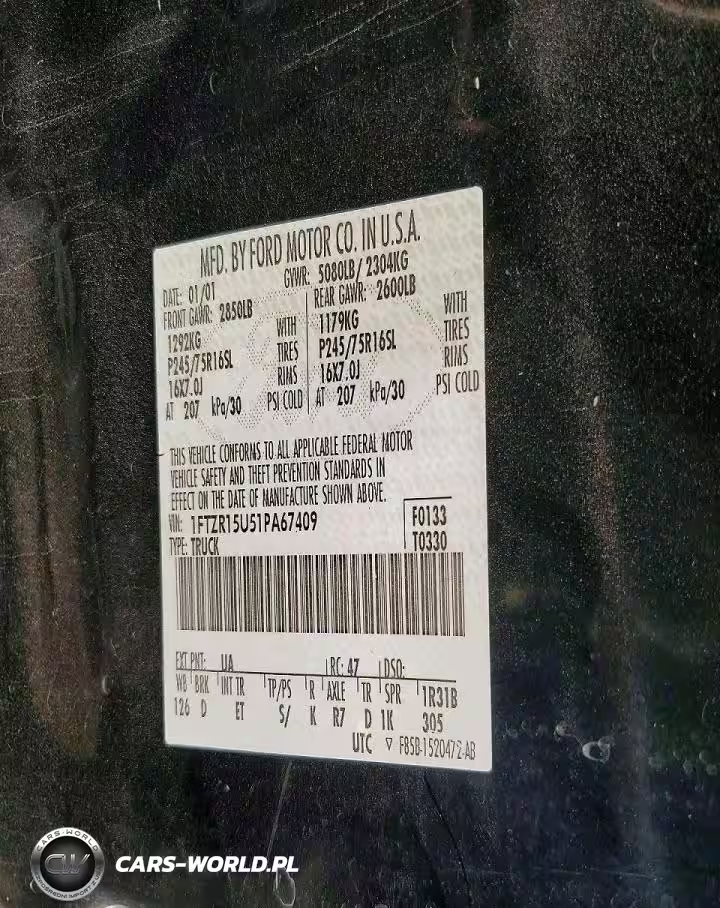 MFD. BY FORD MOTOR CO. IN U.S.A.
DATE: 01/01 GVWR: 5080LB/ 2304KG
FRONT GAWR: 2850LB REAR GAWR: 2600LB
1292KG WITH 1179KG WITH
P245/75R16SL TIRES P245/75R16SL TIRES
16X7.0J RIMS 16X7.0J RIMS
AT 207 kPa/30 PSI COLD AT 207 kPa/30 PSI COLD
THIS VEHICLE CONFORMS TO ALL APPLICABLE FEDERAL MOTOR
VEHICLE SAFETY AND THEFT PREVENTION STANDARDS IN
EFFECT ON THE DATE OF MANUFACTURE SHOWN ABOVE.
VIN: 1FTZR15U51PA67409 F0133
TYPE: TRUCK T0330
EXT PNT: UA RC: 47 DSO:
WB BRK INT TR TP/PS R AXLE TR SPR 1R31B
126 D ET S/ K R7 D 1K 305
UTC ▽ F85B-1520472-AB
CARS-WORLD
CW
CARS-WORLD.PL